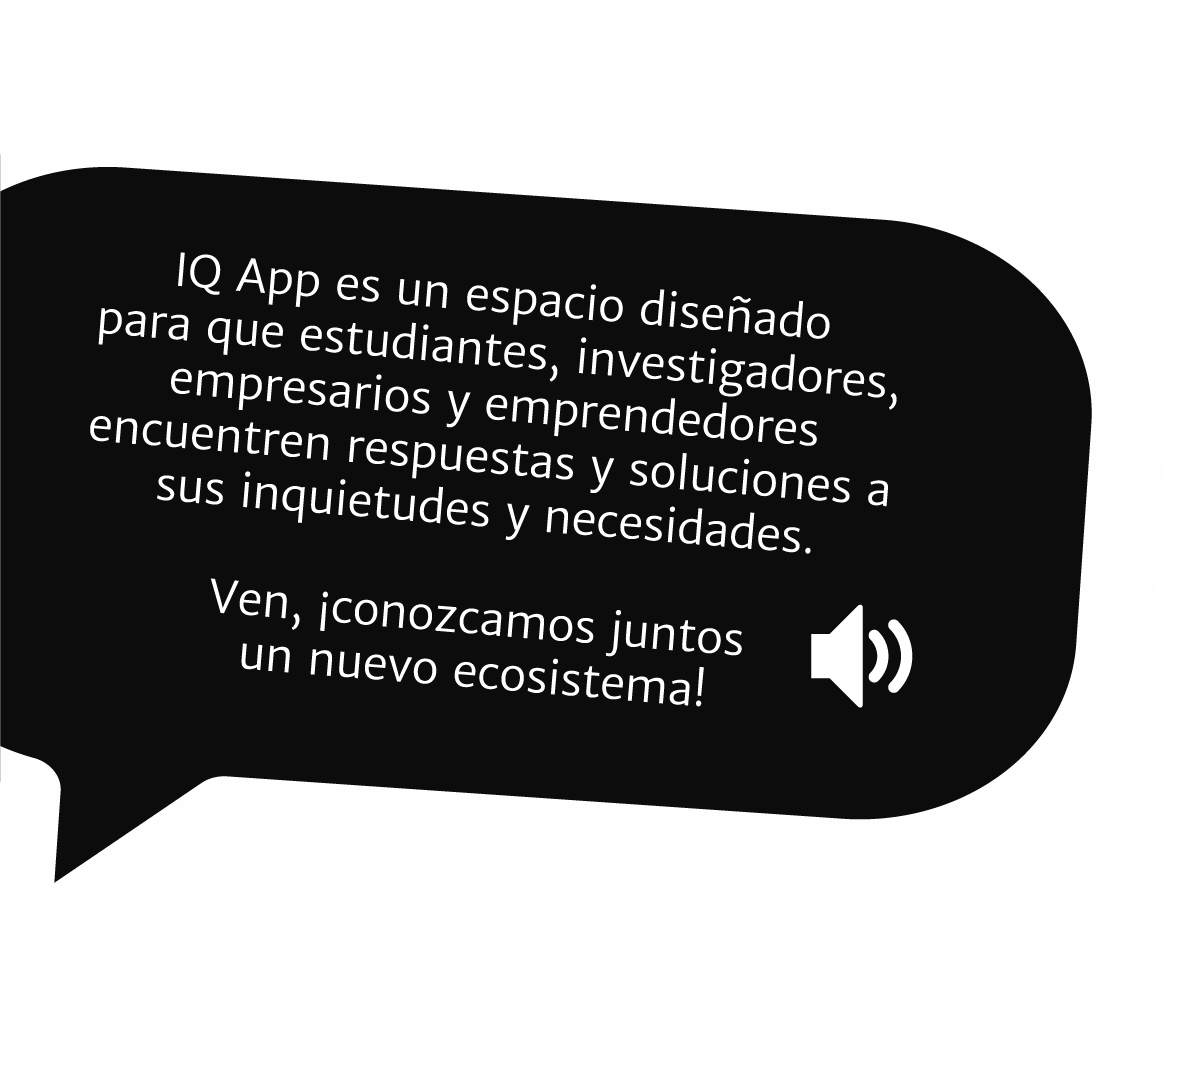 IQ App es un espacio diseñado
para que estudiantes, investigadores,
empresarios y emprendedores
encuentren respuestas y soluciones a
sus inquietudes y necesidades.
Ven, ¡conozcamos juntos
un nuevo ecosistema!